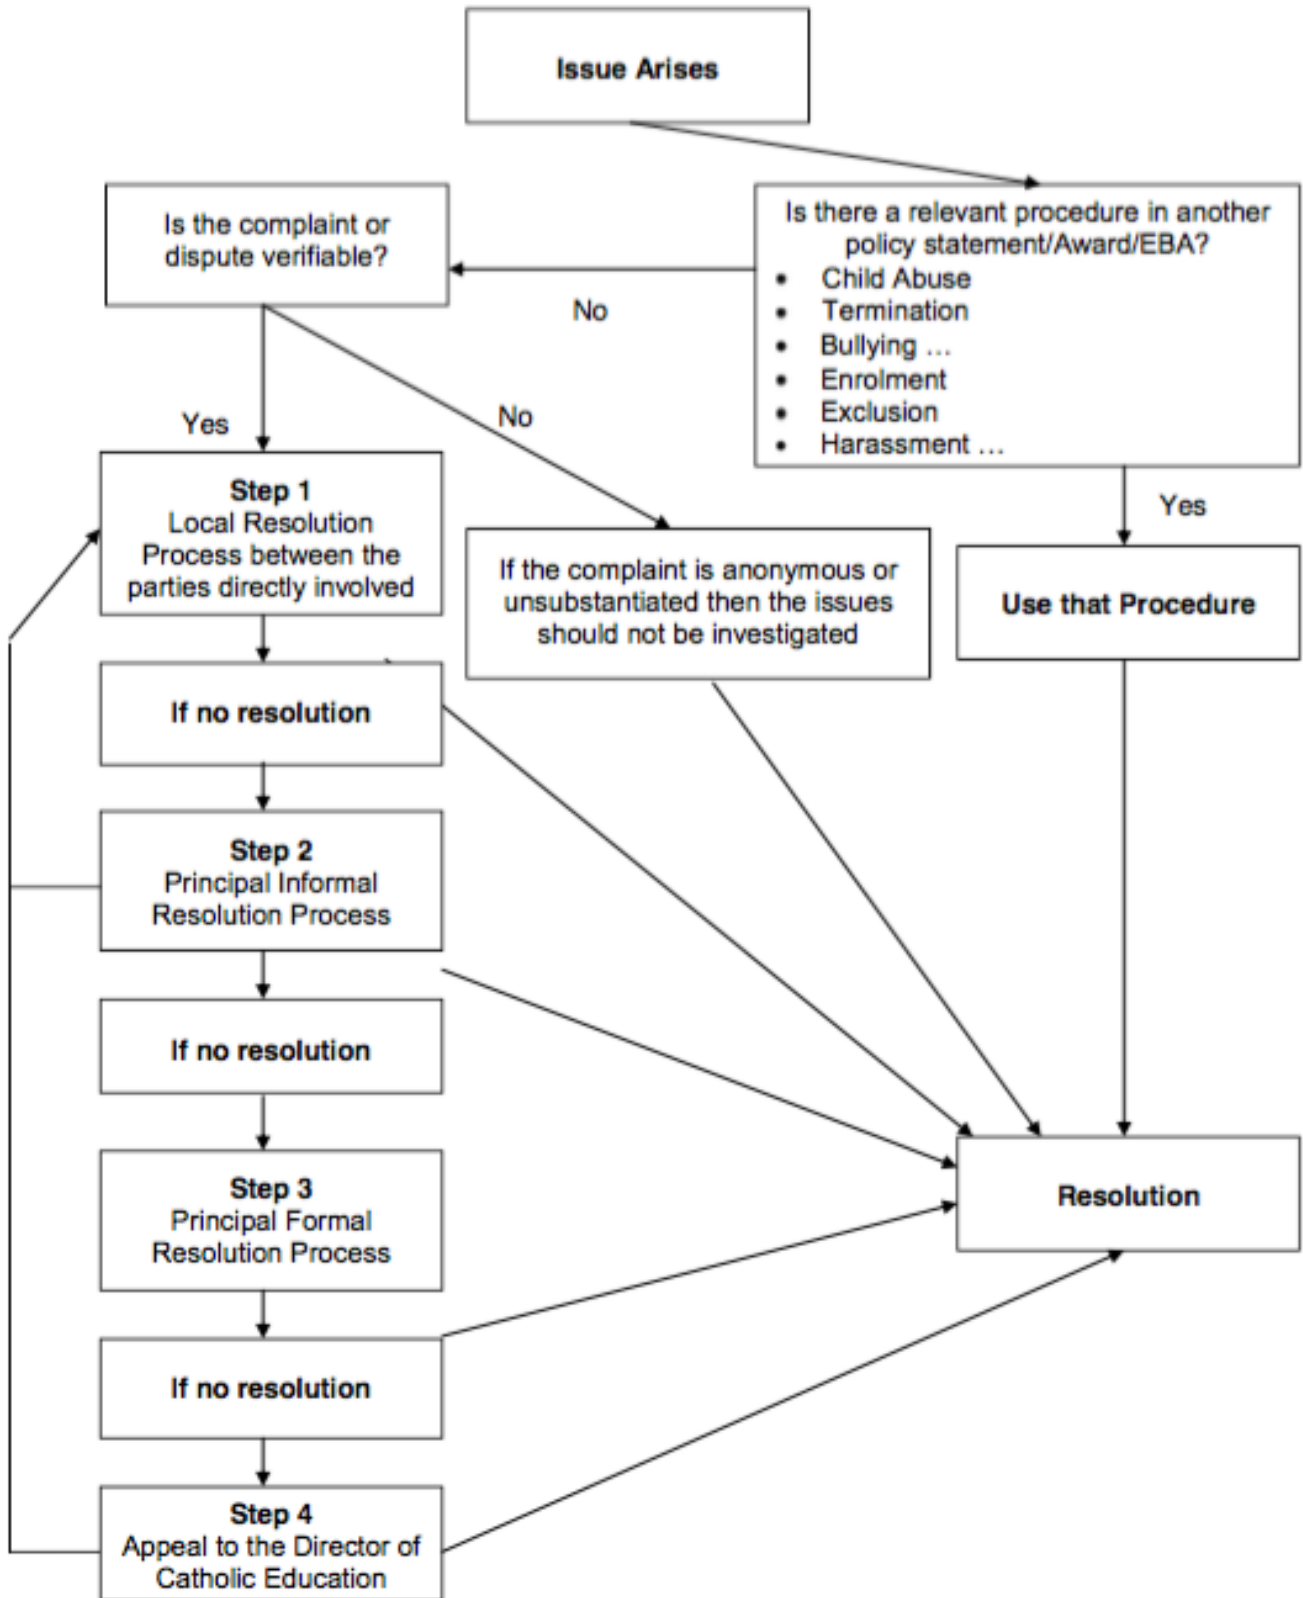 Issue Arises
Is there a relevant procedure in another
policy statement/Award/EBA?
• Child Abuse
• Termination
• Bullying …
• Enrolment
• Exclusion
• Harassment …
Is the complaint or
dispute verifiable?
No
Yes
No
Yes
Step 1
Local Resolution
Process between the
parties directly involved
If the complaint is anonymous or
unsubstantiated then the issues
should not be investigated
Use that Procedure
If no resolution
Step 2
Principal Informal
Resolution Process
If no resolution
Step 3
Principal Formal
Resolution Process
Resolution
If no resolution
Step 4
Appeal to the Director of
Catholic Education